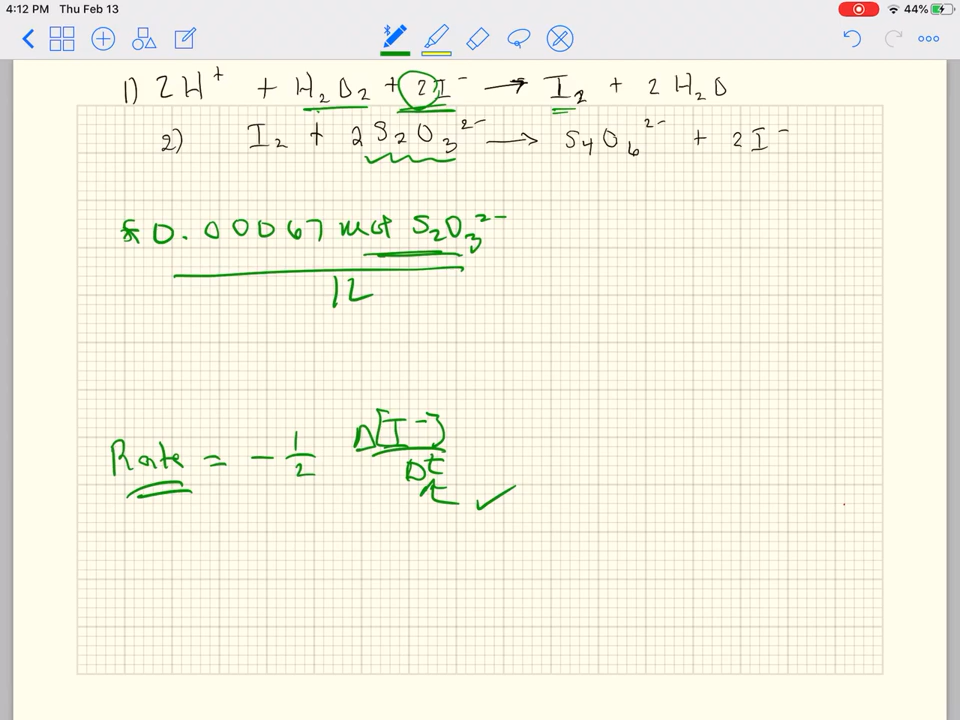 4:12 PM Thu Feb 13
44%
1) 2H⁺ + H₂O₂ + 2I⁻ → I₂ + 2H₂O
2) I₂ + 2S₂O₃²⁻ → S₄O₆²⁻ + 2I⁻
* 0.00067 mol S₂O₃²⁻
1L
Rate = - 1/2 Δ[I⁻]/Δt
t ✓